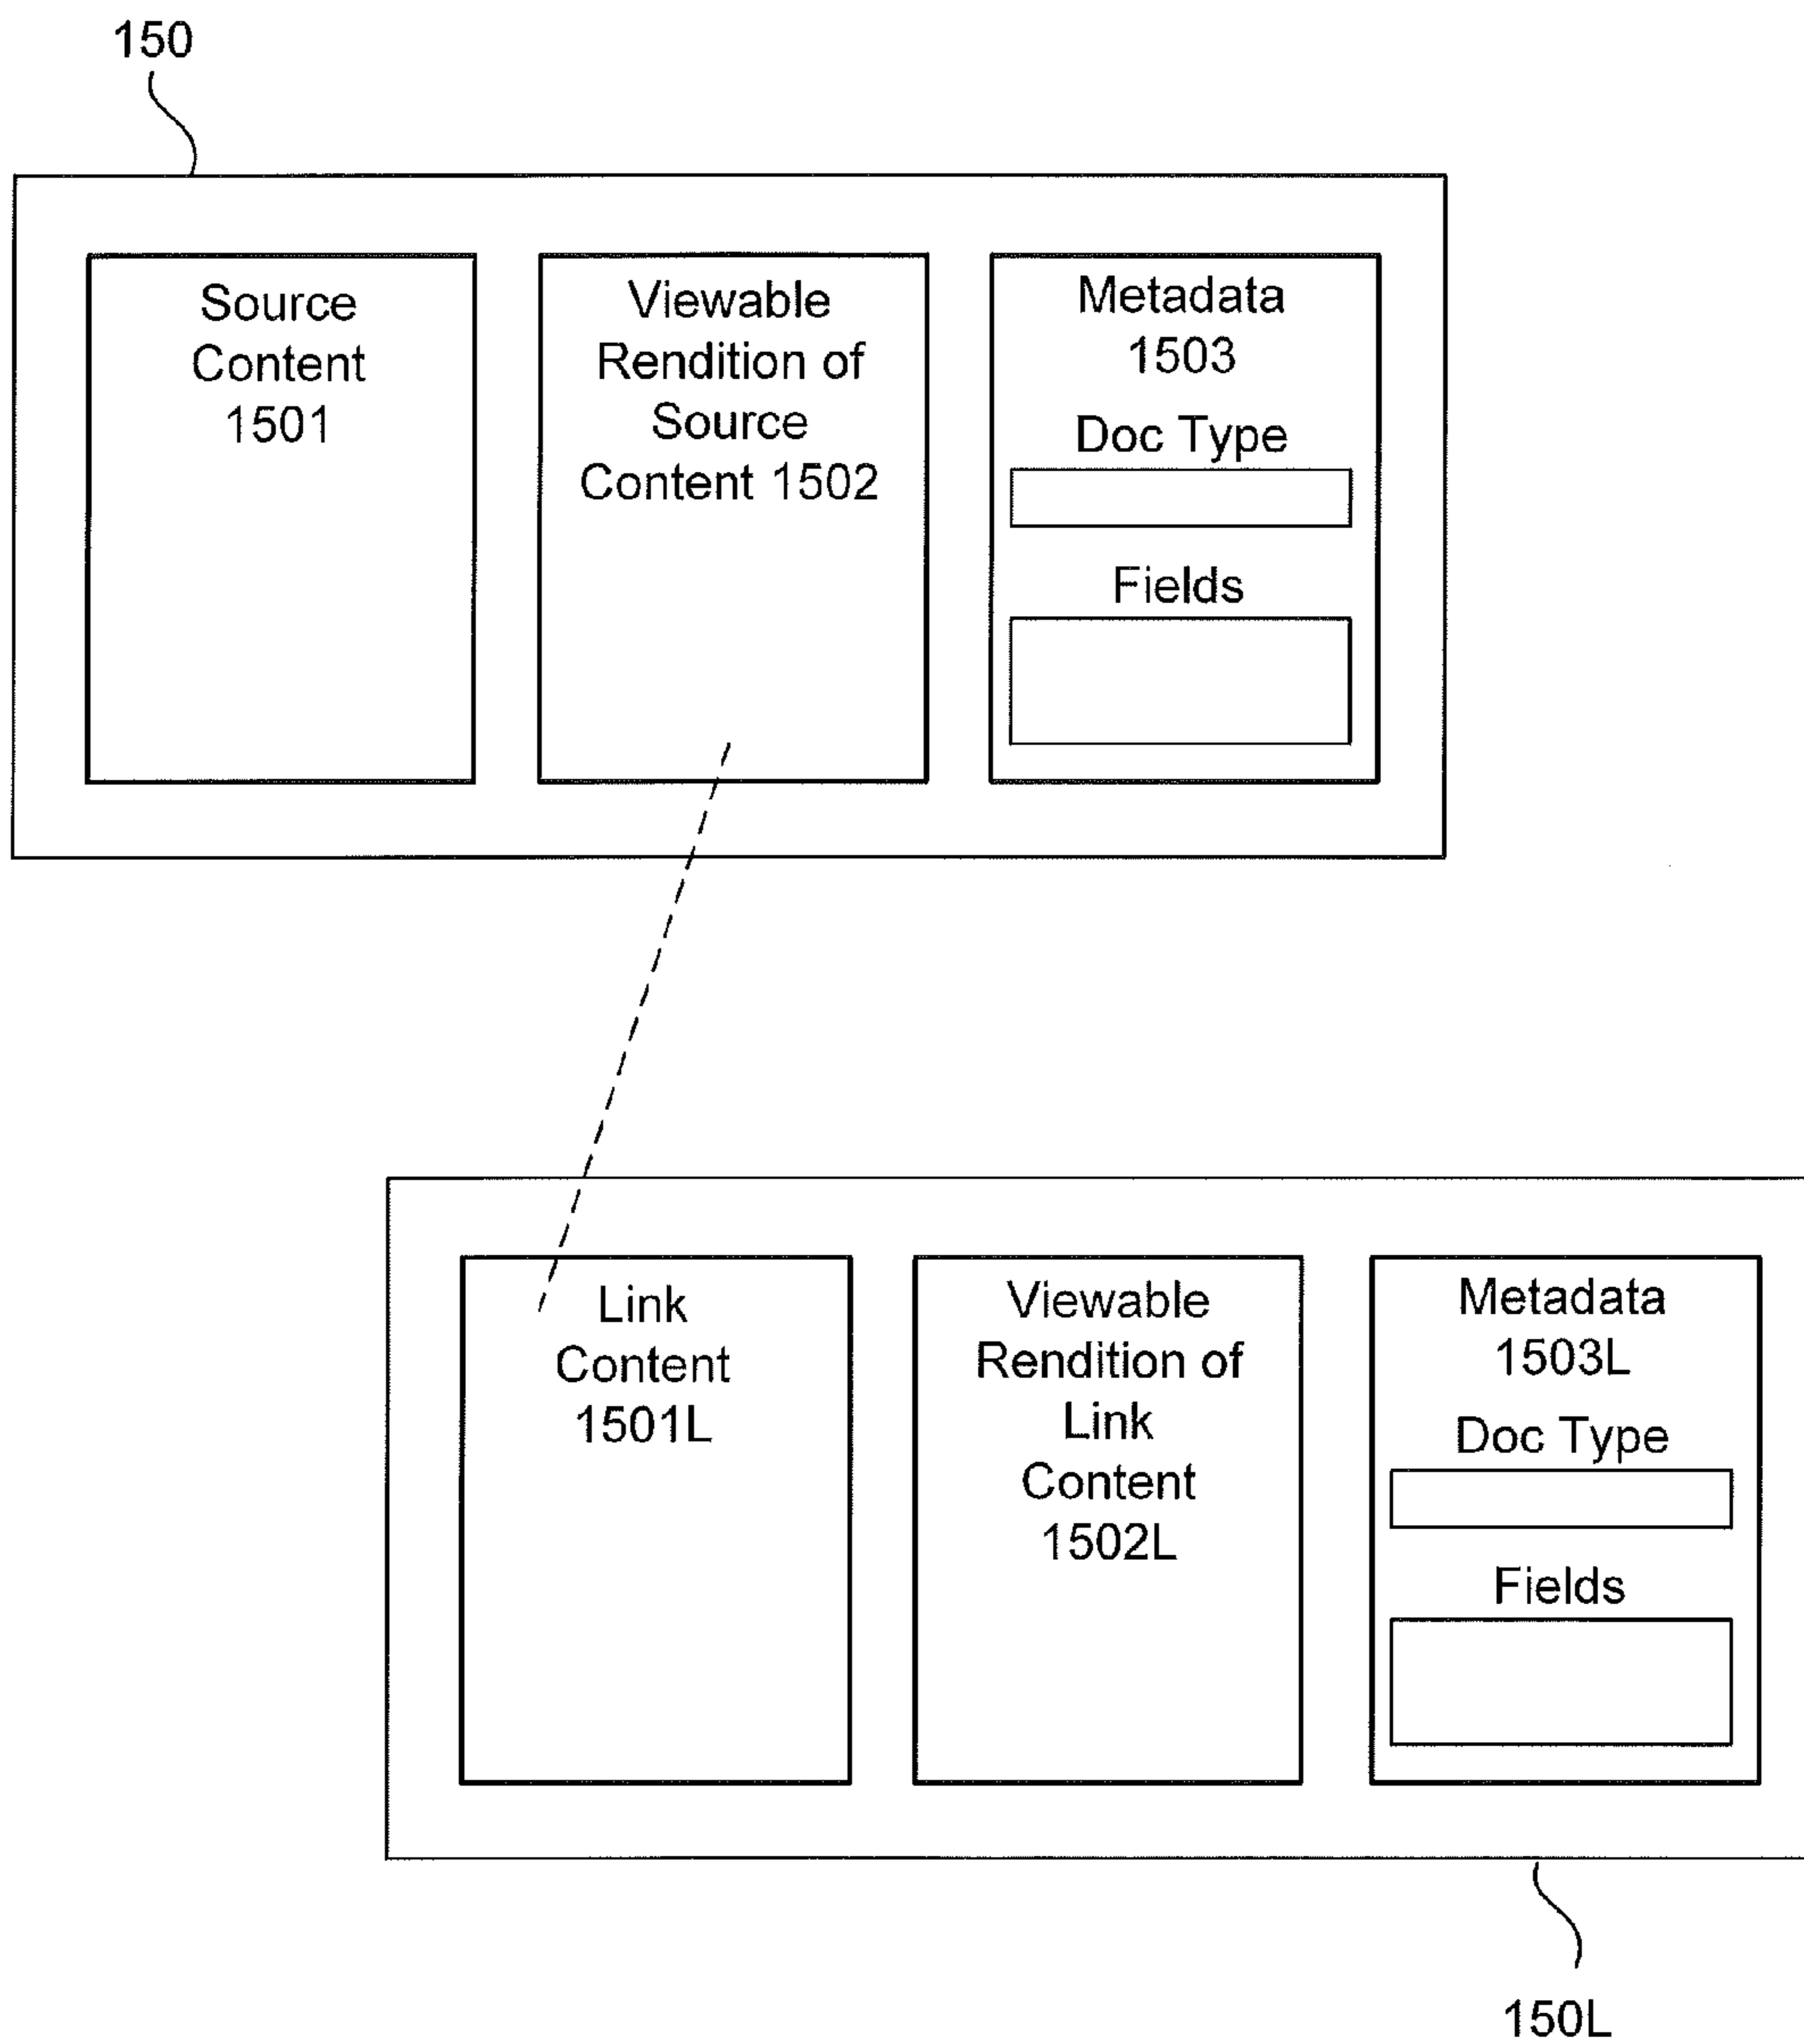 150
Source
Content
1501
Viewable
Rendition of
Source
Content 1502
Metadata
1503
Doc Type
Fields
Link
Content
1501L
Viewable
Rendition of
Link
Content
1502L
Metadata
1503L
Doc Type
Fields
150L